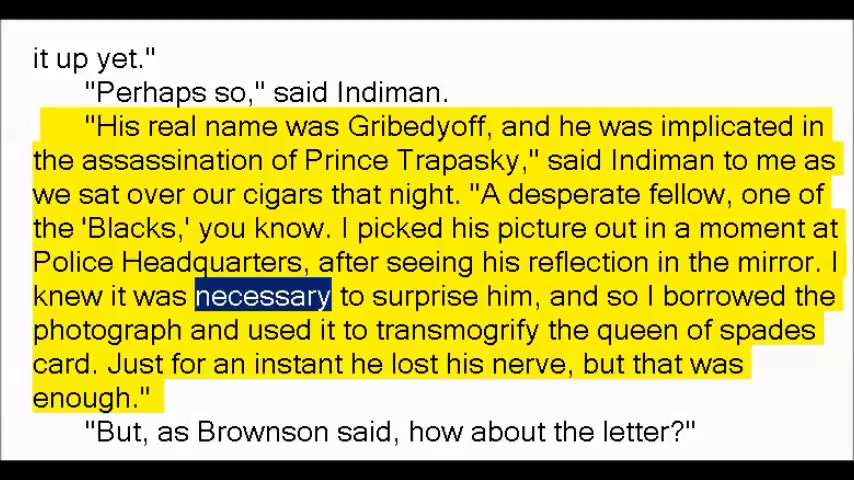 it up yet."
"Perhaps so," said Indiman.
"His real name was Gribedyoff, and he was implicated in
the assassination of Prince Trapasky," said Indiman to me as
we sat over our cigars that night. "A desperate fellow, one of
the 'Blacks,' you know. I picked his picture out in a moment at
Police Headquarters, after seeing his reflection in the mirror. I
knew it was necessary to surprise him, and so I borrowed the
photograph and used it to transmogrify the queen of spades
card. Just for an instant he lost his nerve, but that was
enough."
"But, as Brownson said, how about the letter?"